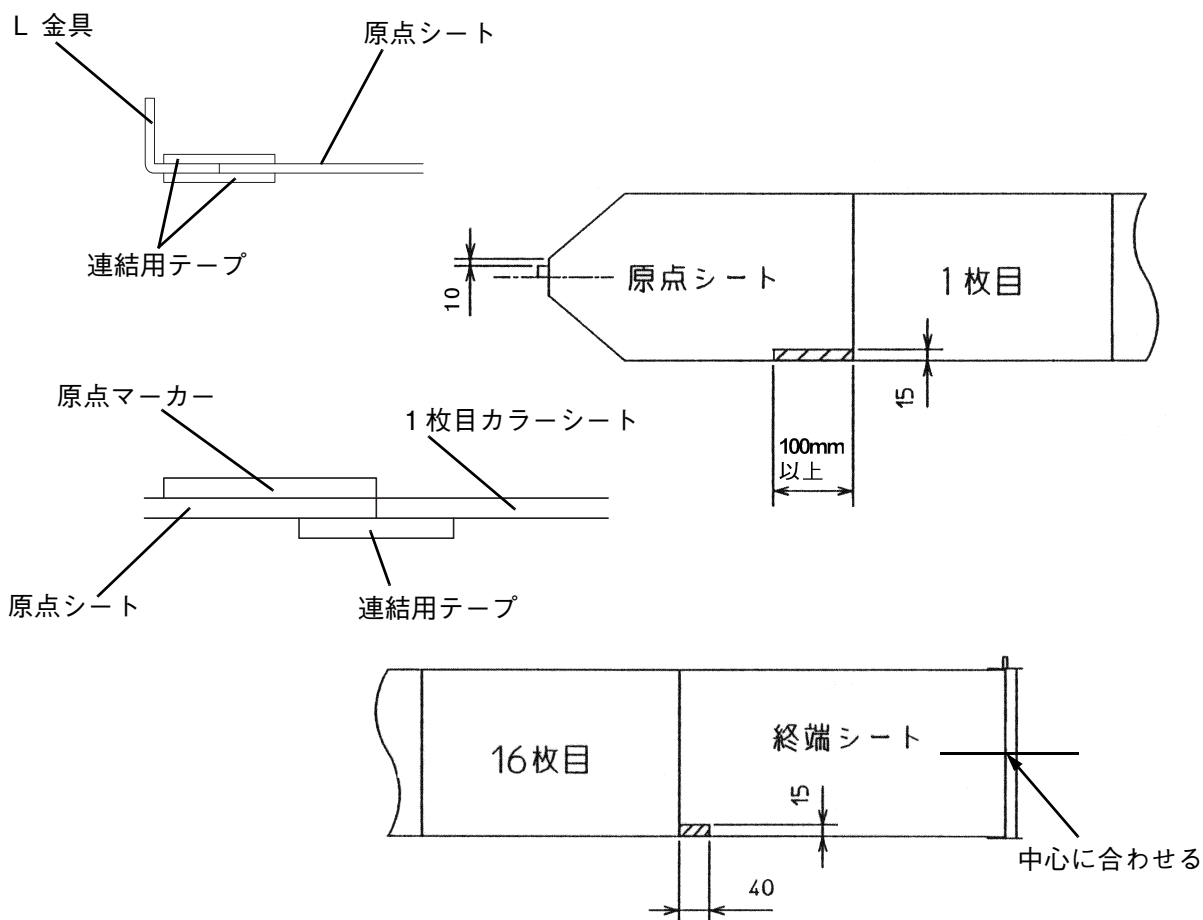 L 金具
原点シート
連結用テープ
10
原点シート
1枚目
15
100mm
以上
原点マーカー
1枚目カラーシート
原点シート
連結用テープ
16枚目
終端シート
15
40
中心に合わせる